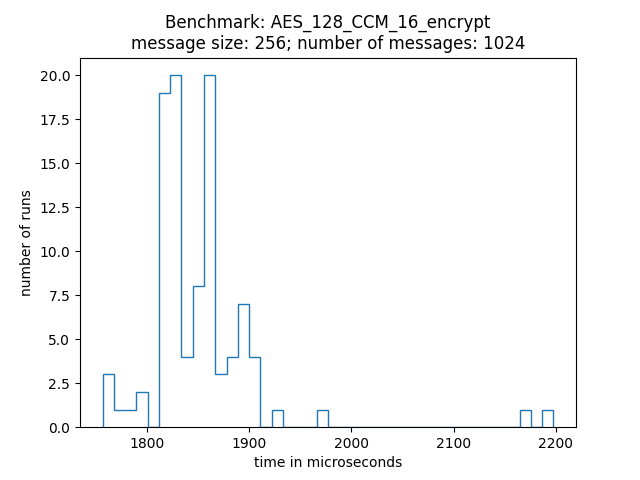 Benchmark: AES_128_CCM_16_encrypt
message size: 256; number of messages: 1024
20.0
17.5
15.0
12.5
10.0
7.5
5.0
2.5
0.0
number of runs
1800 1900 2000 2100 2200
time in microseconds